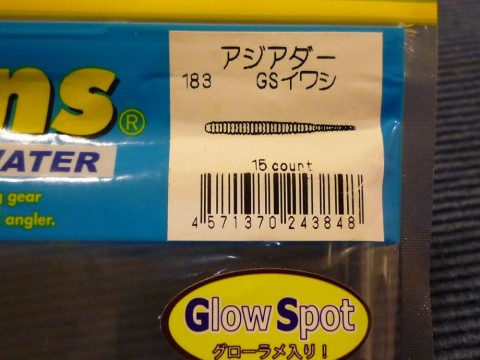 アジアダー
183 GSイワシ
ns®
WATER
15 count
gear
angler.
4 571370 243848
Glow Spot
グローラメ入り!